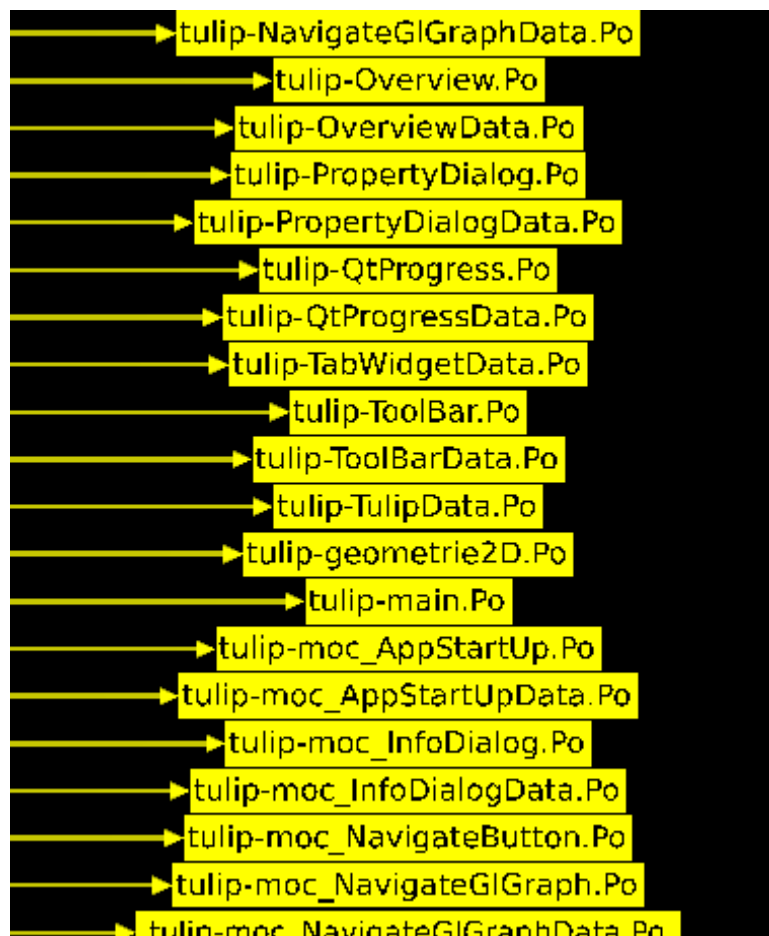 tulip-NavigateGlGraphData.Po
tulip-Overview.Po
tulip-OverviewData.Po
tulip-PropertyDialog.Po
tulip-PropertyDialogData.Po
tulip-QtProgress.Po
tulip-QtProgressData.Po
tulip-TabWidgetData.Po
tulip-ToolBar.Po
tulip-ToolBarData.Po
tulip-TulipData.Po
tulip-geometrie2D.Po
tulip-main.Po
tulip-moc_AppStartUp.Po
tulip-moc_AppStartUpData.Po
tulip-moc_InfoDialog.Po
tulip-moc_InfoDialogData.Po
tulip-moc_NavigateButton.Po
tulip-moc_NavigateGlGraph.Po
tulip-moc_NavigateGlGraphData.Po